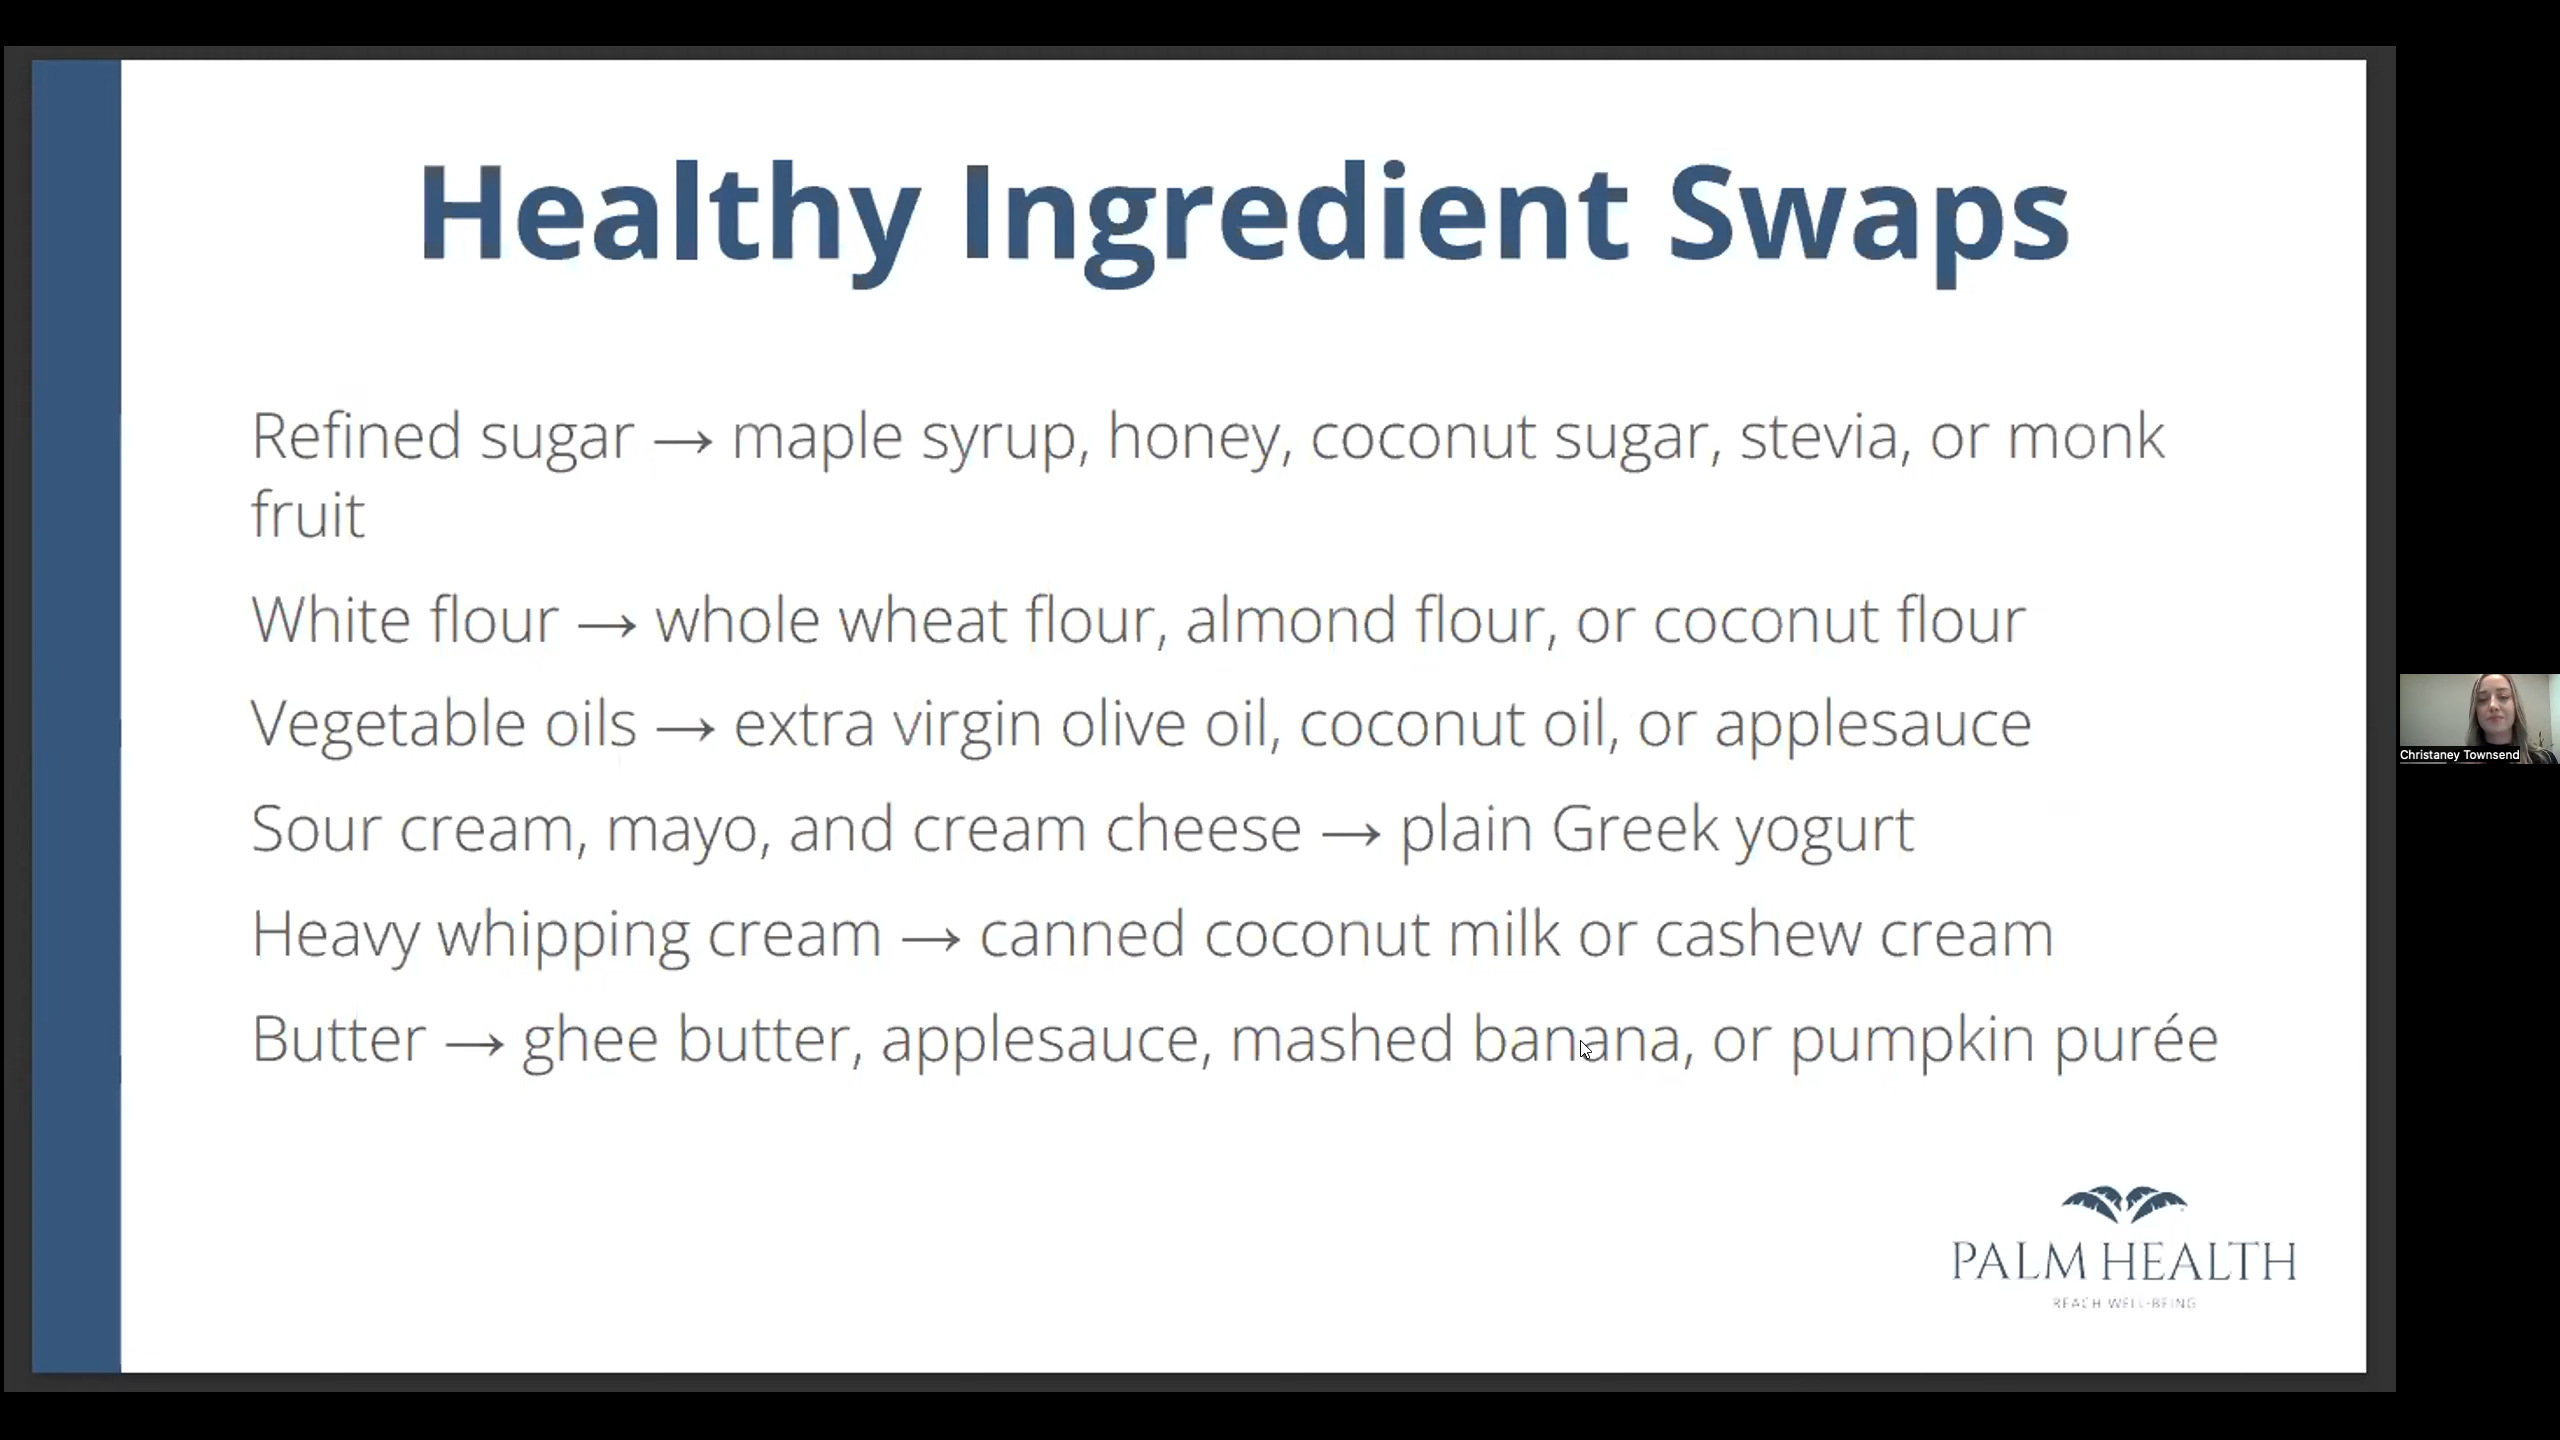 Healthy Ingredient Swaps
Refined sugar → maple syrup, honey, coconut sugar, stevia, or monk
fruit
White flour → whole wheat flour, almond flour, or coconut flour
Vegetable oils → extra virgin olive oil, coconut oil, or applesauce
Sour cream, mayo, and cream cheese → plain Greek yogurt
Heavy whipping cream → canned coconut milk or cashew cream
Butter → ghee butter, applesauce, mashed banana, or pumpkin purée
PALM HEALTH
REACH WELL-BEING
Christaney Townsend